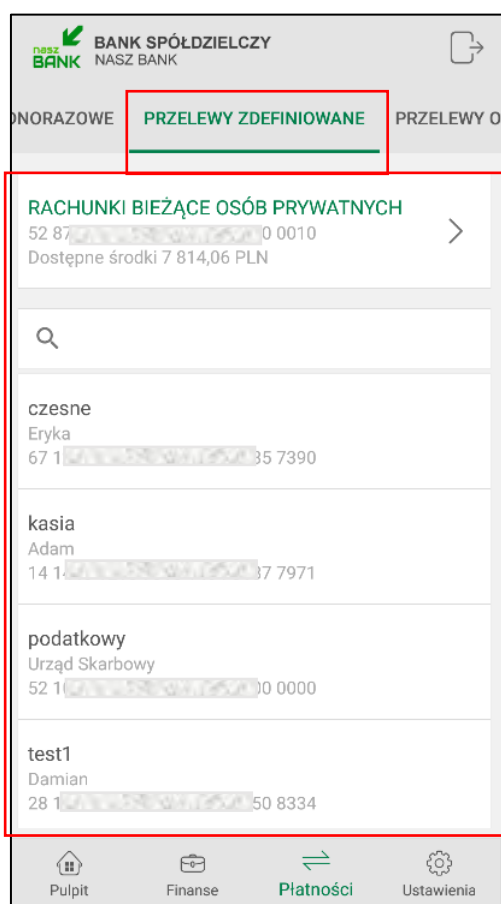 nasz
BANK
BANK SPÓŁDZIELCZY
NASZ BANK
PRZELEWY ZDEFINIOWANE
PRZELEWY O
RACHUNKI BIEŻĄCE OSÓB PRYWATNYCH
52 87 0 0010
Dostępne środki 7 814,06 PLN
czesne
Eryka
67 1 35 7390
kasia
Adam
14 1 37 7971
podatkowy
Urząd Skarbowy
52 1 00 0000
test1
Damian
28 1 50 8334
Pulpit
Finanse
Płatności
Ustawienia